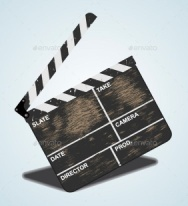 SLATE TAKE
CAMERA
DATE PROD.
DIRECTOR